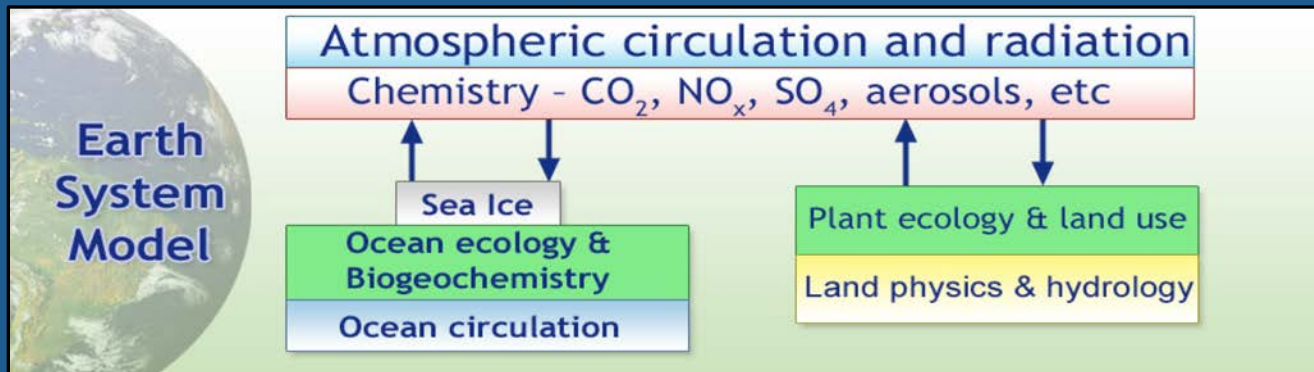 Earth
System
Model
Atmospheric circulation and radiation
Chemistry - CO₂, NOₓ, SO₄, aerosols, etc
Sea Ice
Ocean ecology &
Biogeochemistry
Ocean circulation
Plant ecology & land use
Land physics & hydrology